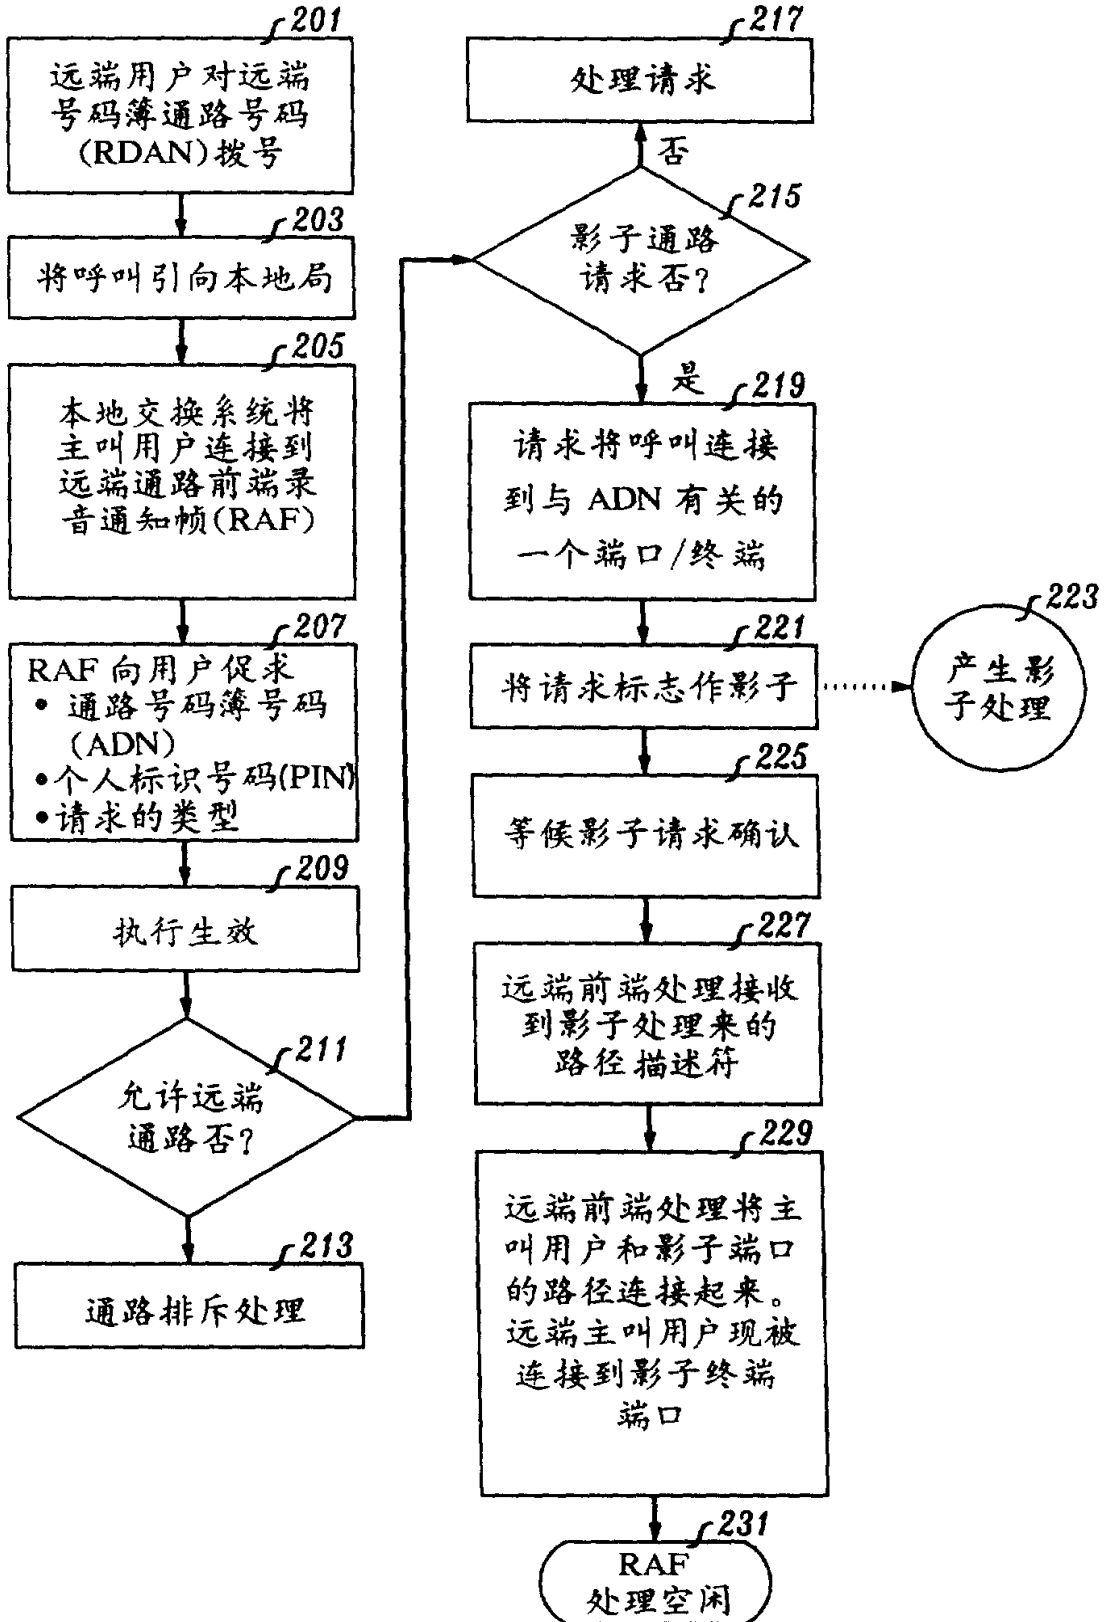 201
远端用户对远端
号码簿通路号码
(RDAN)拨号
203
将呼叫引向本地局
205
本地交换系统将
主叫用户连接到
远端通路前端录
音通知帧(RAF)
207
RAF向用户促求
• 通路号码簿号码
(ADN)
•个人标识号码(PIN)
•请求的类型
209
执行生效
211
允许远端
通路否?
213
通路排斥处理
217
处理请求
否
215
影子通路
请求否?
是
219
请求将呼叫连接
到与 ADN 有关的
一个端口/终端
221
将请求标志作影子
223
产生影
子处理
225
等候影子请求确认
227
远端前端处理接收
到影子处理来的
路径描述符
229
远端前端处理将主
叫用户和影子端口
的路径连接起来。
远端主叫用户现被
连接到影子终端
端口
231
RAF
处理空闲